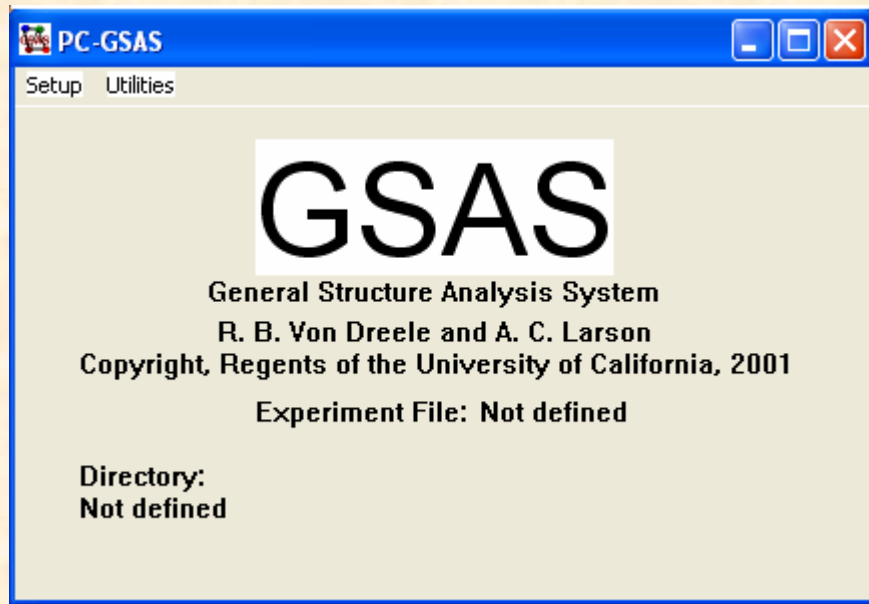 PC-GSAS
Setup Utilities
GSAS
General Structure Analysis System
R. B. Von Dreele and A. C. Larson
Copyright, Regents of the University of California, 2001
Experiment File: Not defined
Directory:
Not defined